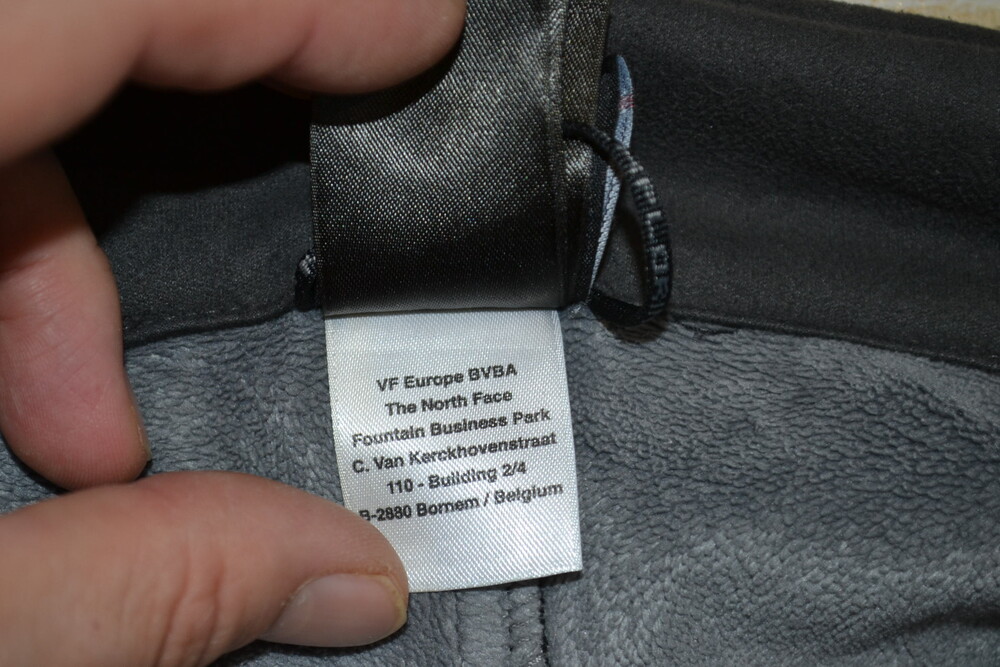 VF Europe BVBA
The North Face
Fountain Business Park
C. Van Kerckhovenstraat
110 - Building 2/4
B-2880 Bornem / Belgium